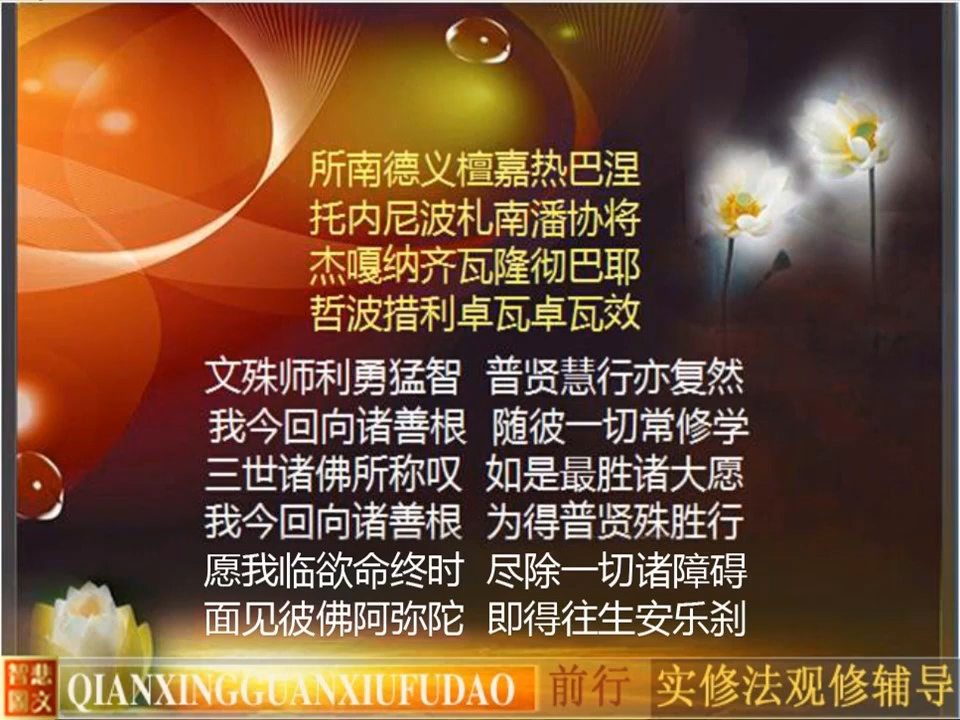 所南德义檀嘉热巴涅
托内尼波札南潘协将
杰嘎纳齐瓦隆彻巴耶
哲波措利卓瓦卓瓦效
文殊师利勇猛智 普贤慧行亦复然
我今回向诸善根 随彼一切常修学
三世诸佛所称叹 如是最胜诸大愿
我今回向诸善根 为得普贤殊胜行
愿我临欲命终时 尽除一切诸障碍
面见彼佛阿弥陀 即得往生安乐刹
QIANXINGGUANXIUFUDAO 前行 实修法观修辅导